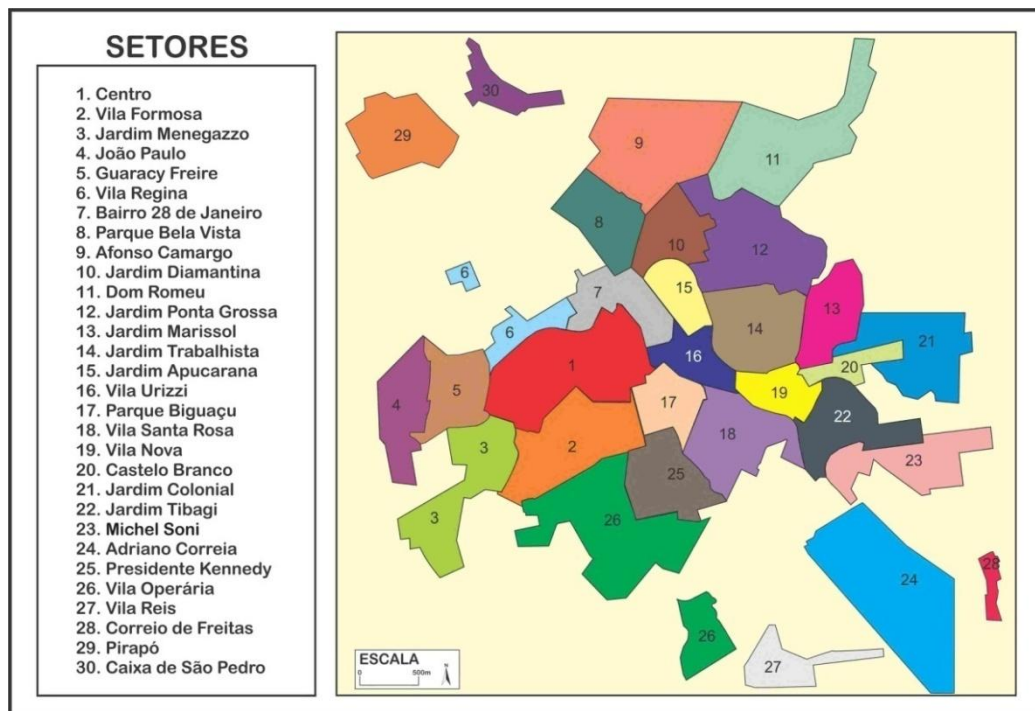 SETORES
1. Centro
2. Vila Formosa
3. Jardim Menegazzo
4. João Paulo
5. Guaracy Freire
6. Vila Regina
7. Bairro 28 de Janeiro
8. Parque Bela Vista
9. Afonso Camargo
10. Jardim Diamantina
11. Dom Romeu
12. Jardim Ponta Grossa
13. Jardim Marissol
14. Jardim Trabalhista
15. Jardim Apucarana
16. Vila Urizzi
17. Parque Biguaçu
18. Vila Santa Rosa
19. Vila Nova
20. Castelo Branco
21. Jardim Colonial
22. Jardim Tibagi
23. Michel Soni
24. Adriano Correia
25. Presidente Kennedy
26. Vila Operária
27. Vila Reis
28. Correio de Freitas
29. Pirapó
30. Caixa de São Pedro
30
29
9
11
8
10
12
6
15
7
13
6
14
16
21
1
20
4
5
19
17
22
18
3
2
23
25
3
26
28
24
26
27
ESCALA
0 500m
N